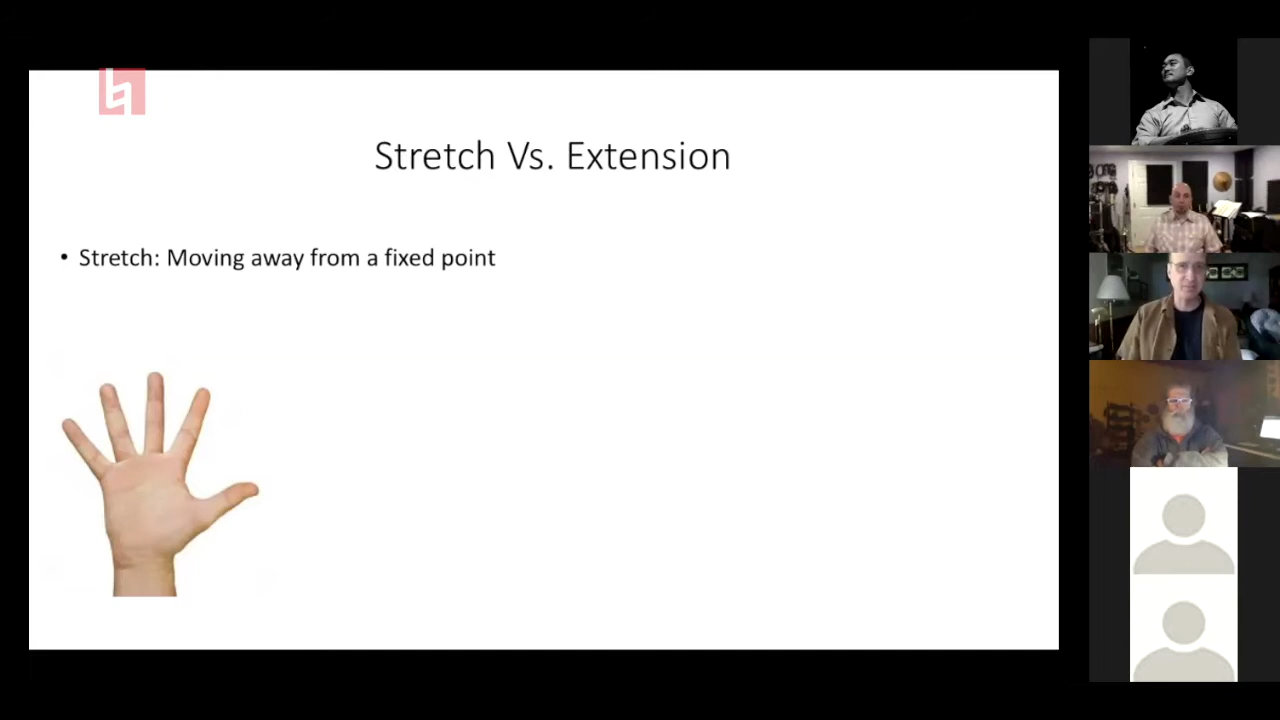 Stretch Vs. Extension
• Stretch: Moving away from a fixed point